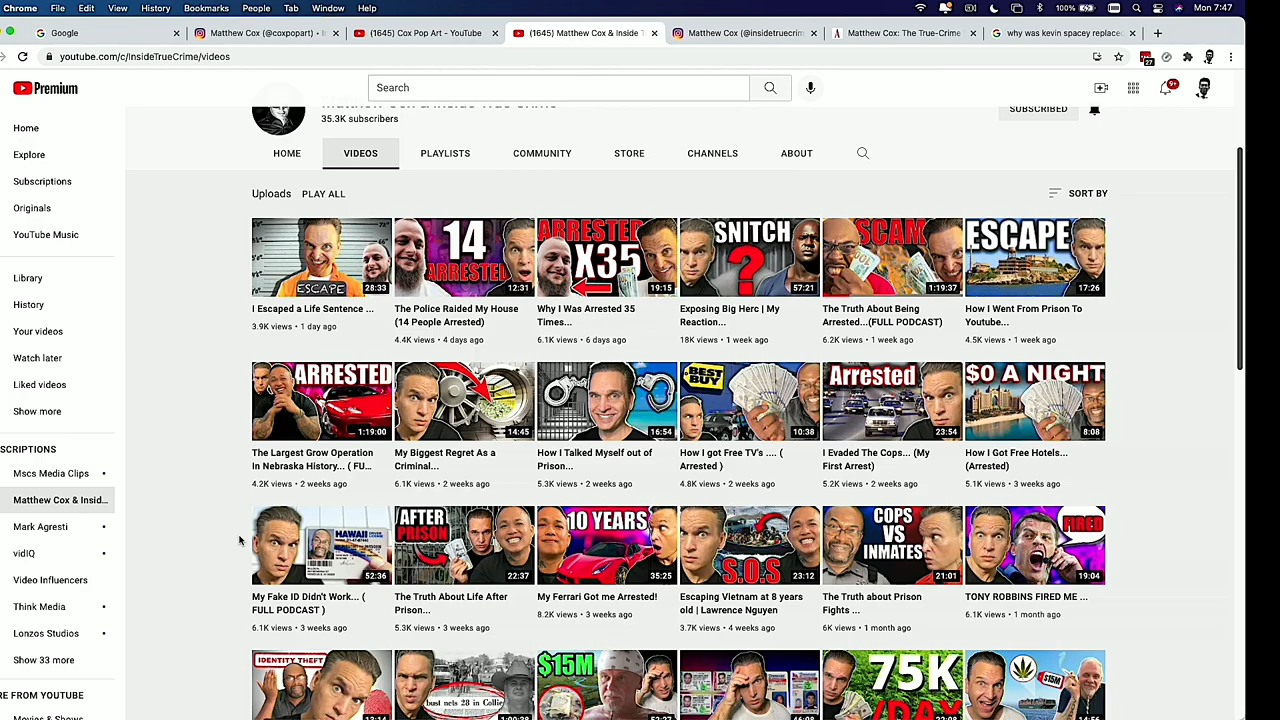 Chrome File Edit View History Bookmarks People Tab Window Help 100% Mon 7:47
Google
Matthew Cox (@coxpopart) • I
(1645) Cox Pop Art - YouTube
(1645) Matthew Cox & Inside T
Matthew Cox (@insidetruecrim
Matthew Cox: The True-Crime
why was kevin spacey replaced
youtube.com/c/InsideTrueCrime/videos
27
Premium
Search
9+
35.3K subscribers
SUBSCRIBED
HOME VIDEOS PLAYLISTS COMMUNITY STORE CHANNELS ABOUT
Uploads PLAY ALL
SORT BY
Home
Explore
Subscriptions
Originals
YouTube Music
Library
History
Your videos
Watch later
Liked videos
Show more
SCRIPTIONS
Mscs Media Clips
Matthew Cox & Insid...
Mark Agresti
vidIQ
Video Influencers
Think Media
Lonzos Studios
Show 33 more
RE FROM YOUTUBE
ESCAPE
28:33
I Escaped a Life Sentence ...
3.9K views • 1 day ago
14
ARRESTED
12:31
The Police Raided My House
(14 People Arrested)
4.4K views • 4 days ago
ARRESTED
X35
19:15
Why I Was Arrested 35
Times...
6.1K views • 6 days ago
SNITCH
?
57:21
Exposing Big Herc | My
Reaction...
18K views • 1 week ago
SCAM
1:19:37
The Truth About Being
Arrested...(FULL PODCAST)
6.2K views • 1 week ago
ESCAPE
17:26
How I Went From Prison To
Youtube...
4.5K views • 1 week ago
ARRESTED
1:19:00
The Largest Grow Operation
In Nebraska History... ( FU...
4.2K views • 2 weeks ago
14:45
My Biggest Regret As a
Criminal...
6.1K views • 2 weeks ago
16:54
How I Talked Myself out of
Prison...
5.3K views • 2 weeks ago
BEST
BUY
10:38
How I got Free TV's .... (
Arrested )
4.8K views • 2 weeks ago
Arrested
23:54
I Evaded The Cops... (My
First Arrest)
5.2K views • 2 weeks ago
$0 A NIGHT
8:08
How I Got Free Hotels...
(Arrested)
5.1K views • 3 weeks ago
HAWAII
52:36
My Fake ID Didn't Work... (
FULL PODCAST )
6.1K views • 3 weeks ago
AFTER
PRISON
22:37
The Truth About Life After
Prison...
5.3K views • 3 weeks ago
10 YEARS
35:25
My Ferrari Got me Arrested!
8.2K views • 3 weeks ago
S.O.S
23:12
Escaping Vietnam at 8 years
old | Lawrence Nguyen
3.7K views • 4 weeks ago
COPS
VS
INMATES
21:01
The Truth about Prison
Fights ...
6K views • 1 month ago
FIRED
19:04
TONY ROBBINS FIRED ME ...
6.1K views • 1 month ago
IDENTITY THEFT
bust nets 28 in Collie
$15M
75K
/DAY
$15M